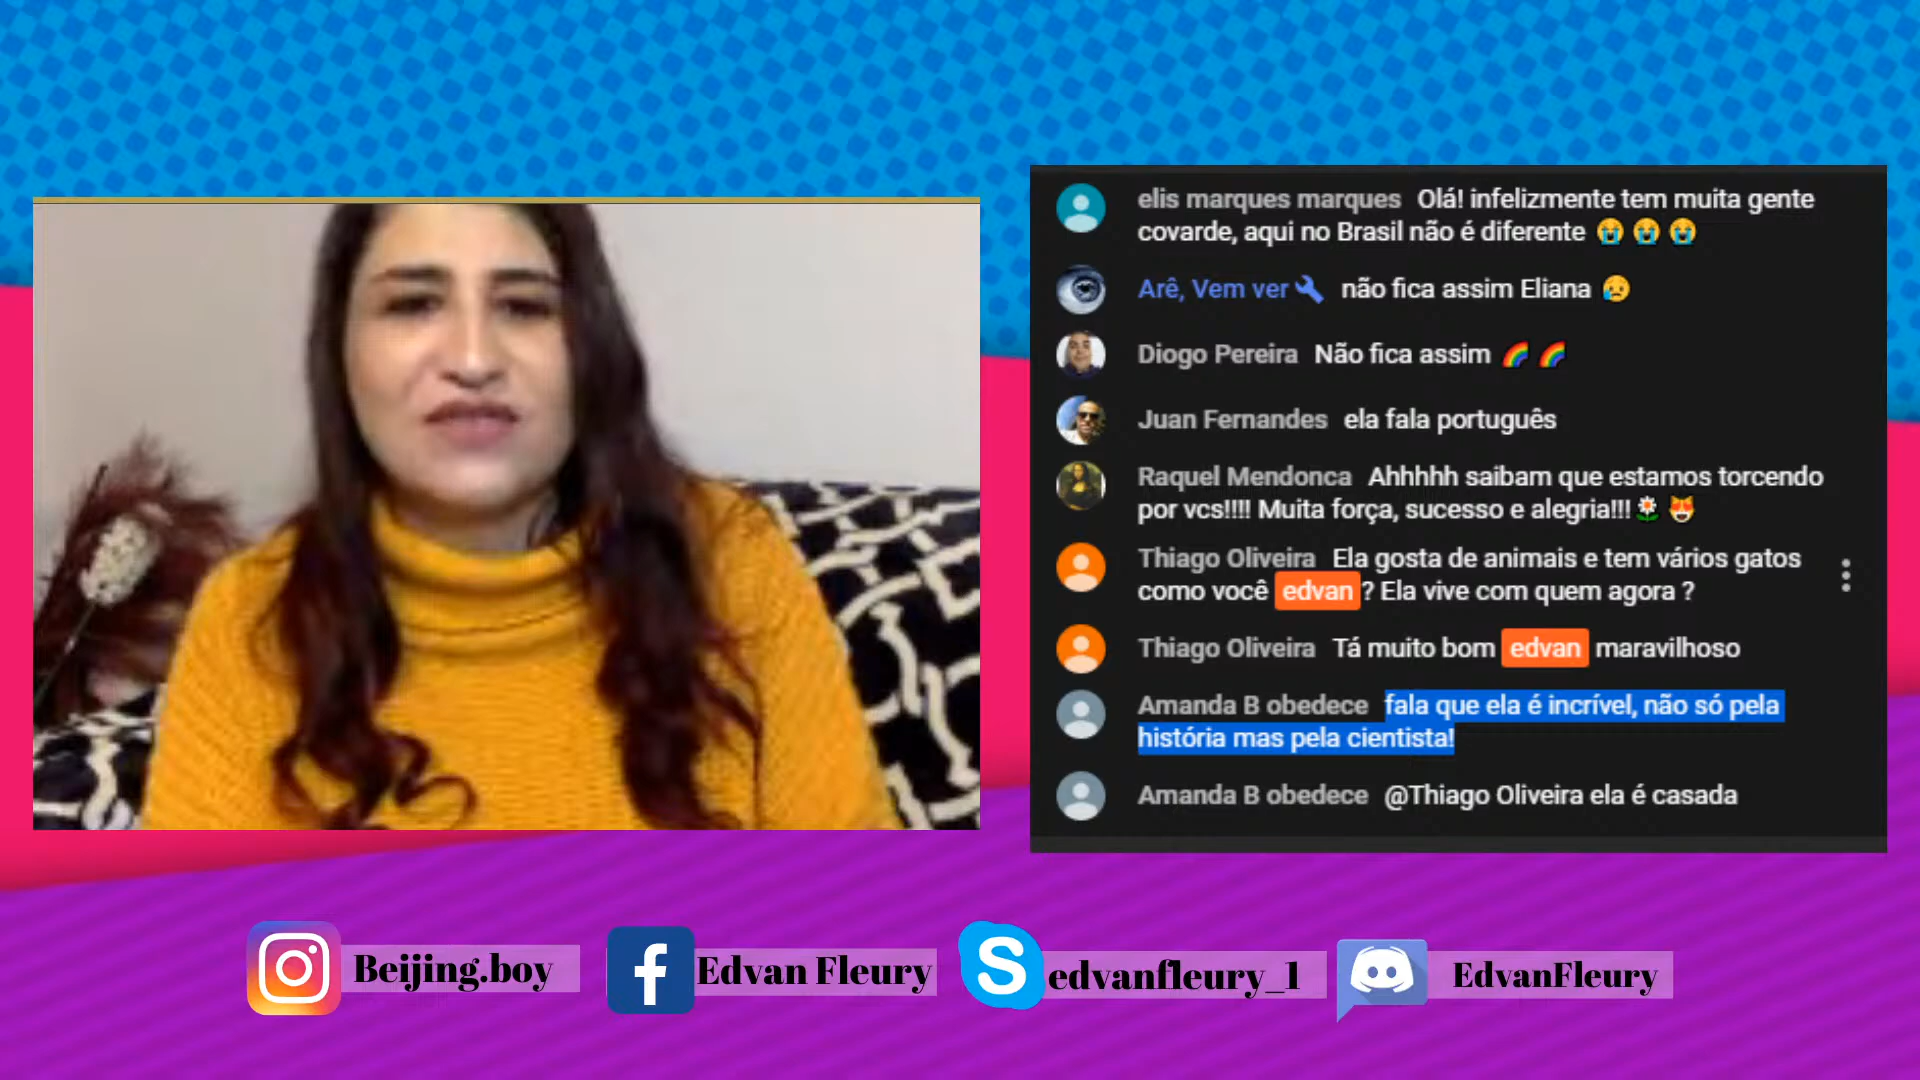 elis marques marques Olá! infelizmente tem muita gente
covarde, aqui no Brasil não é diferente 😭 😭 😭
Arê, Vem ver não fica assim Eliana 😥
Diogo Pereira Não fica assim 🌈 🌈
Juan Fernandes ela fala português
Raquel Mendonca Ahhhhh saibam que estamos torcendo
por vcs!!!! Muita força, sucesso e alegria!!! 🌼 😻
Thiago Oliveira Ela gosta de animais e tem vários gatos
como você edvan ? Ela vive com quem agora ?
Thiago Oliveira Tá muito bom edvan maravilhoso
Amanda B obedece fala que ela é incrível, não só pela
história mas pela cientista!
Amanda B obedece @Thiago Oliveira ela é casada
Beijing.boy
Edvan Fleury
edvanfleury_1
EdvanFleury